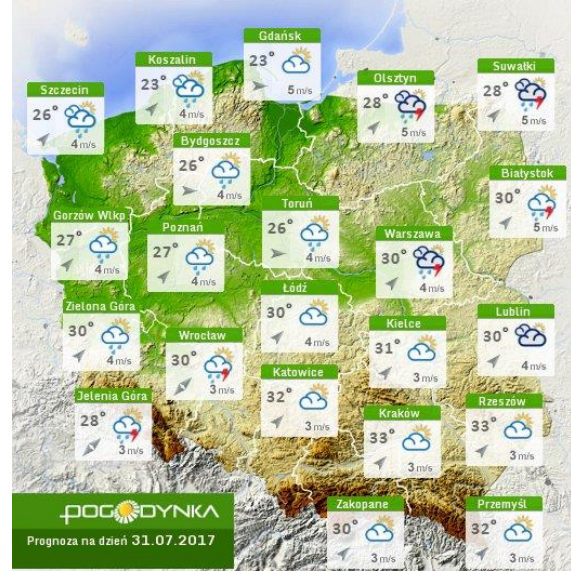 Gdańsk
23°
5 m/s
Koszalin
23°
4 m/s
Suwałki
28°
5 m/s
Olsztyn
28°
5 m/s
Szczecin
26°
4 m/s
Bydgoszcz
26°
4 m/s
Białystok
30°
5 m/s
Toruń
26°
4 m/s
Gorzów Wlkp
27°
4 m/s
Poznań
27°
4 m/s
Warszawa
30°
4 m/s
Łódź
30°
4 m/s
Zielona Góra
30°
4 m/s
Lublin
30°
4 m/s
Kielce
31°
3 m/s
Wrocław
30°
3 m/s
Katowice
32°
3 m/s
Jelenia Góra
28°
3 m/s
Rzeszów
33°
3 m/s
Kraków
33°
3 m/s
Zakopane
30°
3 m/s
Przemyśl
32°
3 m/s
POGODYNKA
Prognoza na dzień 31.07.2017